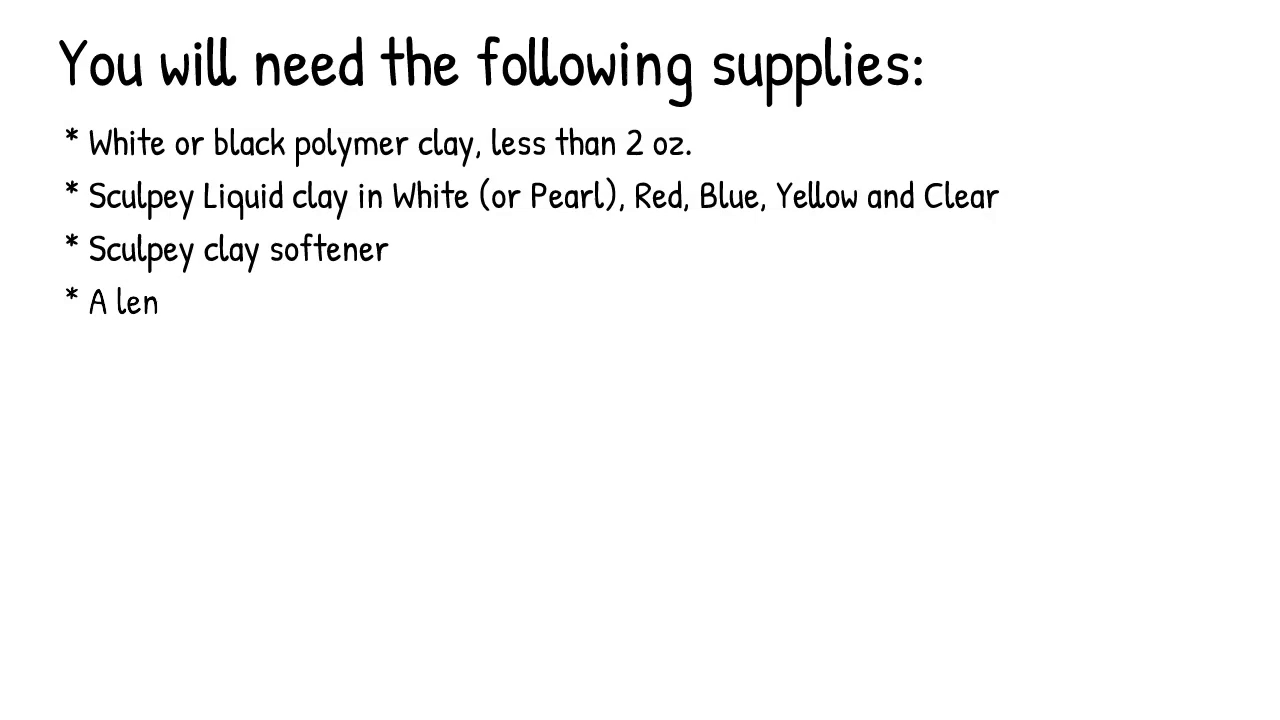 You will need the following supplies:
* White or black polymer clay, less than 2 oz.
* Sculpey Liquid clay in White (or Pearl), Red, Blue, Yellow and Clear
* Sculpey clay softener
* A len